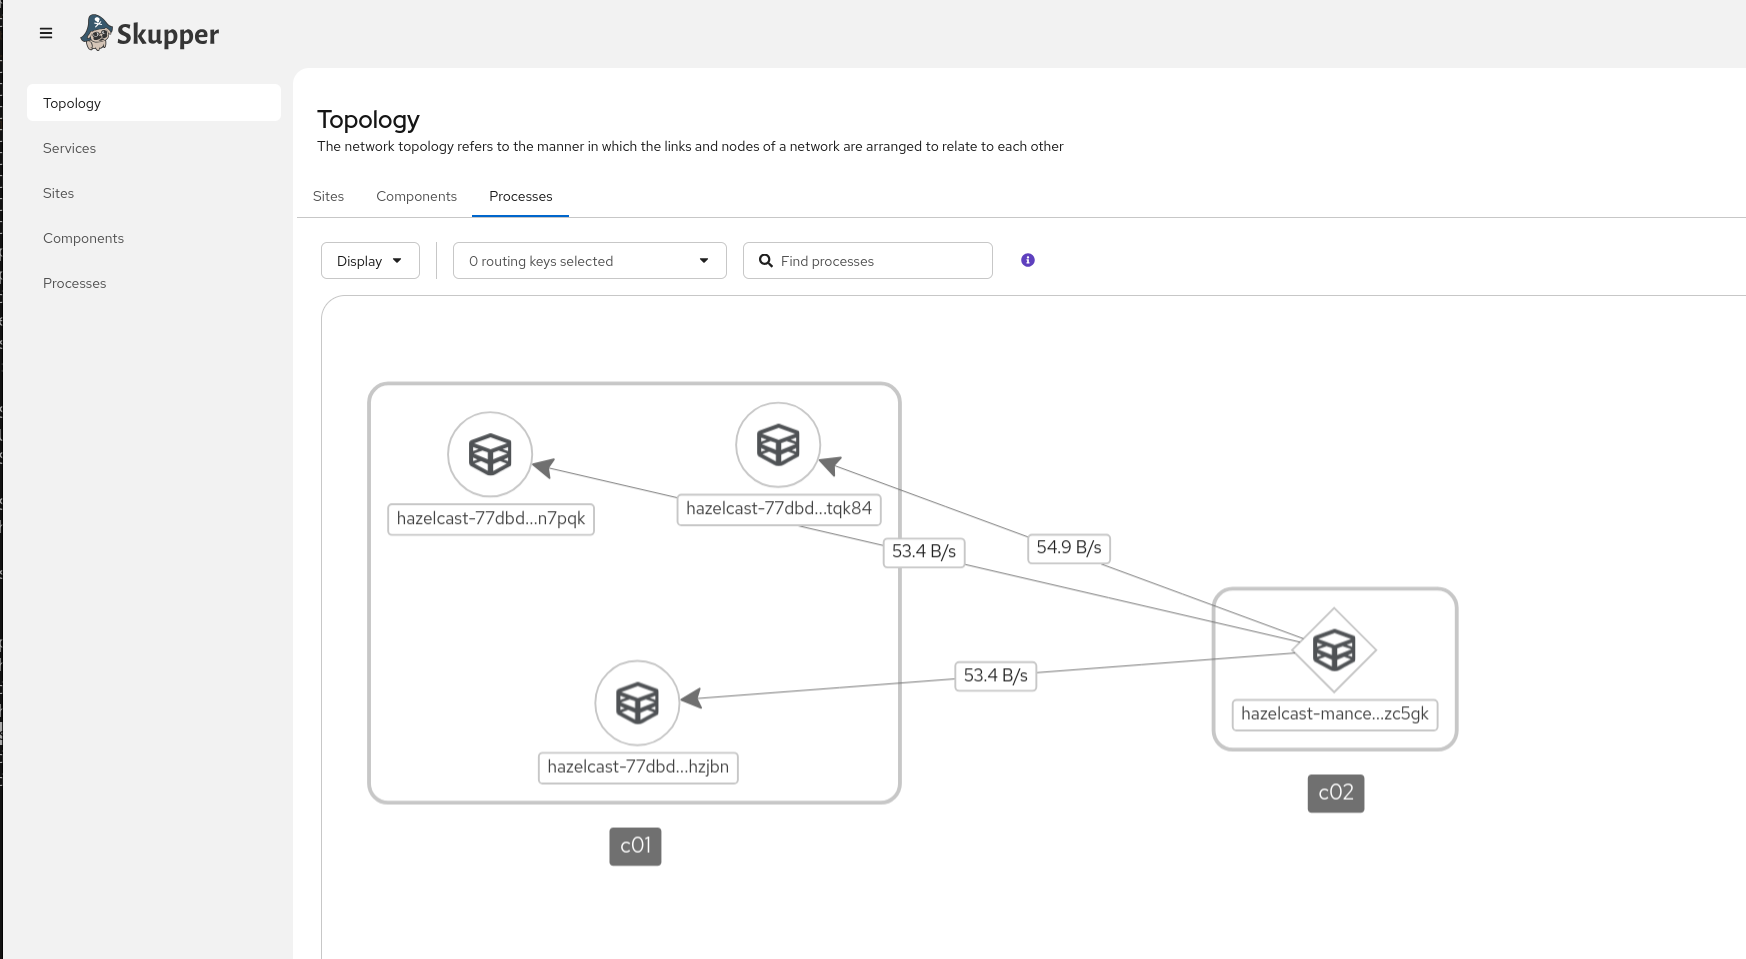 Skupper
Topology
Services
Sites
Components
Processes
Topology
The network topology refers to the manner in which the links and nodes of a network are arranged to relate to each other
Sites Components Processes
Display 0 routing keys selected Find processes
hazelcast-77dbd...n7pqk
hazelcast-77dbd...tqk84
53.4 B/s
54.9 B/s
53.4 B/s
hazelcast-mance...zc5gk
hazelcast-77dbd...hzjbn
c02
c01